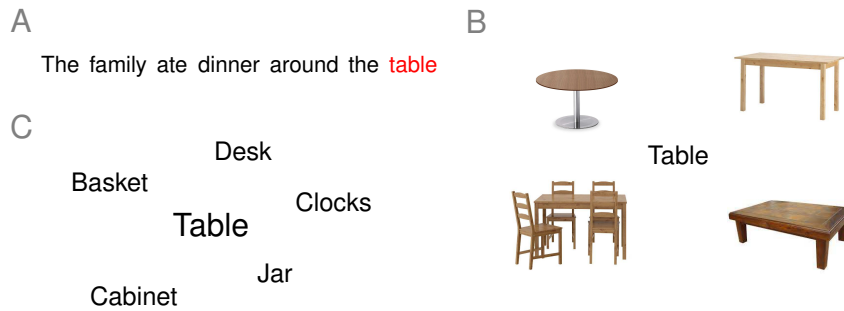 A
The family ate dinner around the table
B
Table
C
Desk
Basket
Clocks
Table
Jar
Cabinet